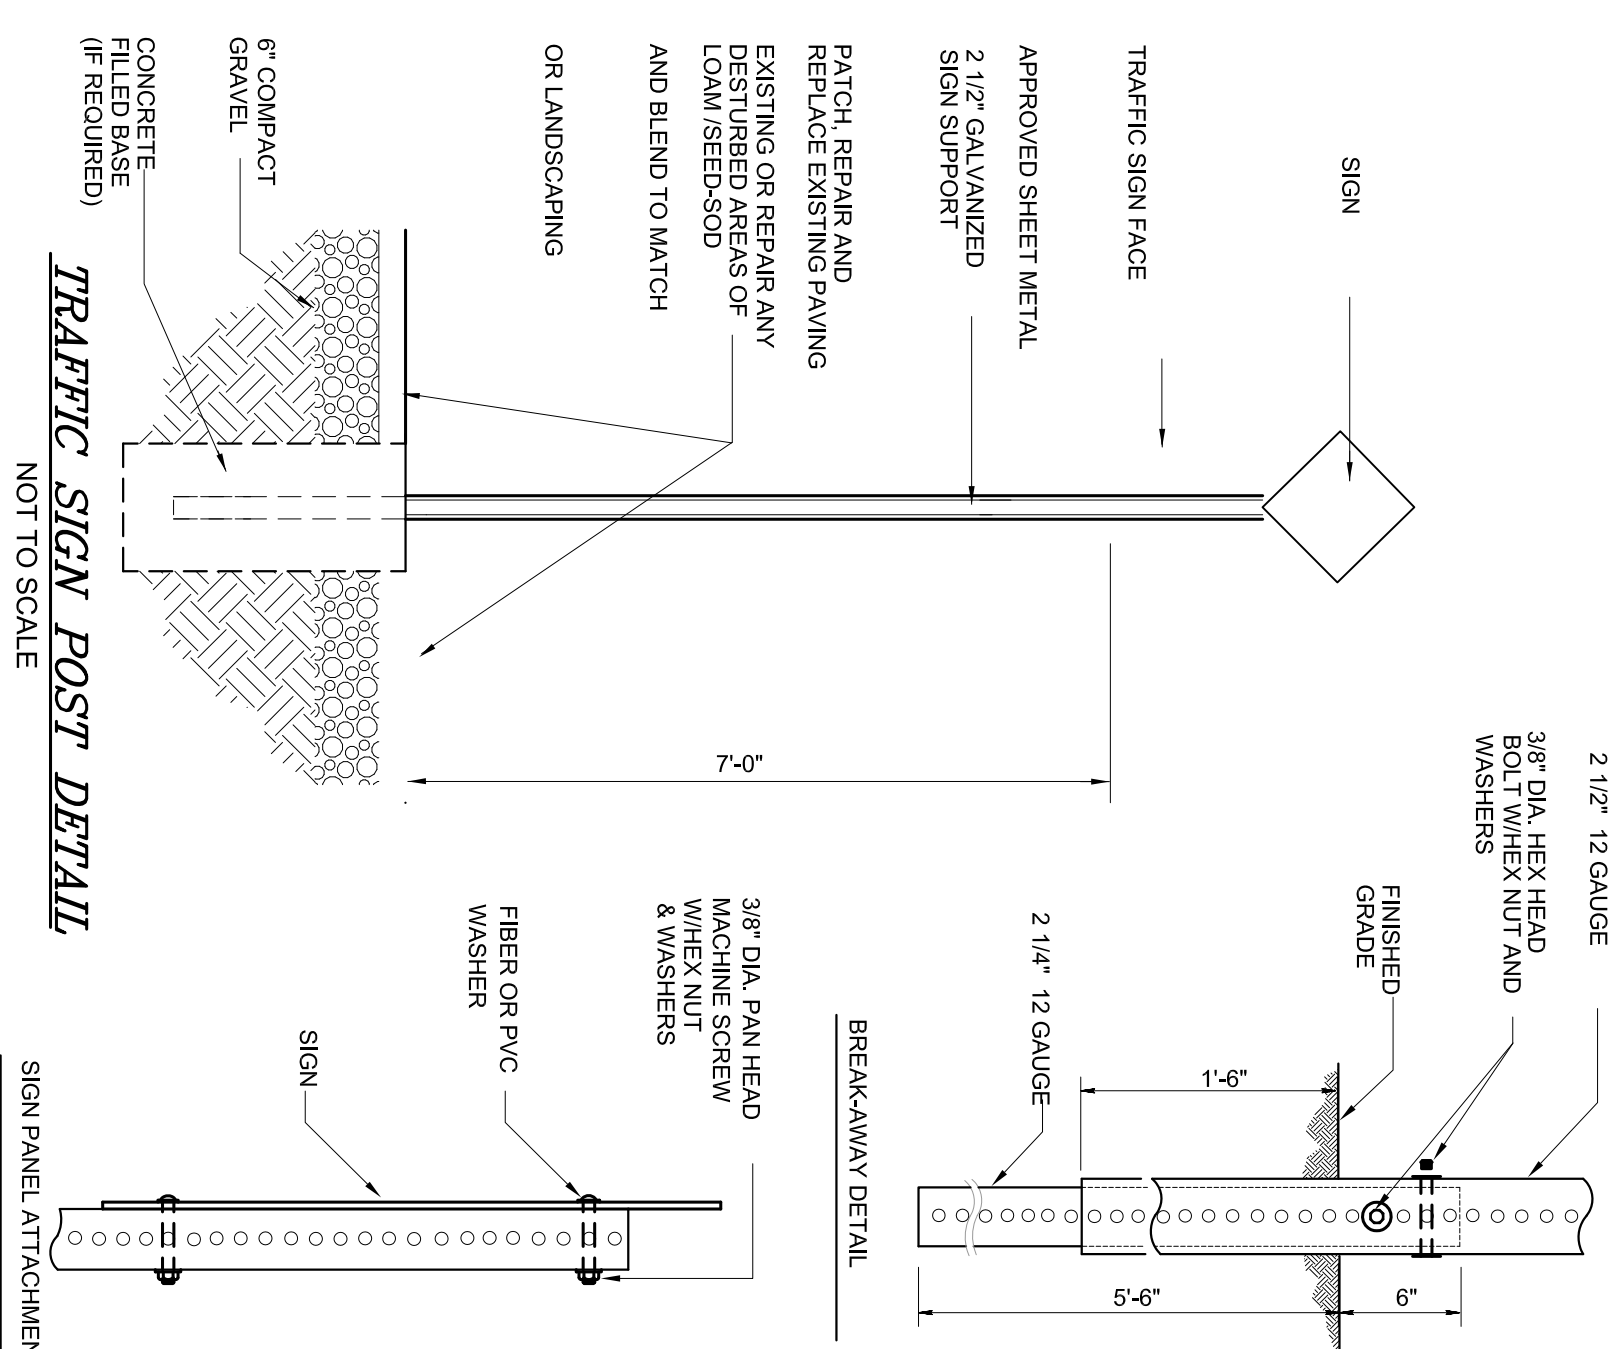 SIGN
TRAFFIC SIGN FACE
APPROVED SHEET METAL
2 1/2" GALVANIZED
SIGN SUPPORT
PATCH, REPAIR AND
REPLACE EXISTING PAVING
EXISTING OR REPAIR ANY
DESTURBED AREAS OF
LOAM /SEED-SOD
AND BLEND TO MATCH
OR LANDSCAPING
6" COMPACT
GRAVEL
CONCRETE
FILLED BASE
(IF REQUIRED)
7'-0"
TRAFFIC SIGN POST DETAIL
NOT TO SCALE
2 1/2" 12 GAUGE
3/8" DIA. HEX HEAD
BOLT W/HEX NUT AND
WASHERS
FINISHED
GRADE
1'-6"
6"
5'-6"
2 1/4" 12 GAUGE
BREAK-AWAY DETAIL
3/8" DIA. PAN HEAD
MACHINE SCREW
W/HEX NUT
& WASHERS
FIBER OR PVC
WASHER
SIGN
SIGN PANEL ATTACHMEN